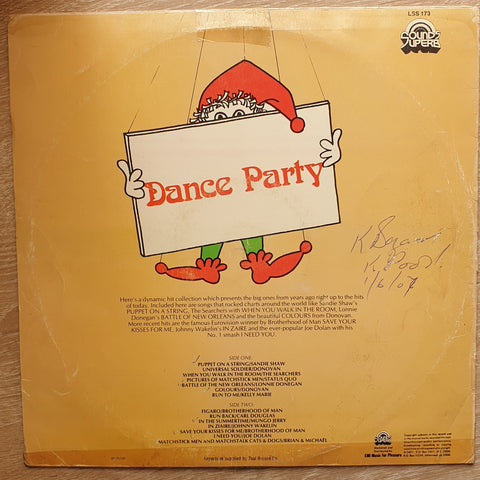 LSS 173
SOUNDS
SUPERB
Dance Party
1/6/07
Here's a dynamic hit collection which presents the big ones from years ago right up to the hits
of today. Included here are songs that rocked charts around the world like Sandie Shaw's
PUPPET ON A STRING, The Searchers with WHEN YOU WALK IN THE ROOM, Lonnie
Donegan's BATTLE OF NEW ORLEANS and the beautiful COLOURS from Donovan.
More recent hits are the famous Eurovision winner by Brotherhood of Man SAVE YOUR
KISSES FOR ME, Johnny Wakelin's IN ZAIRE and the ever-popular Joe Dolan with his
No. 1 smash I NEED YOU.
SIDE ONE:
PUPPET ON A STRING/SANDIE SHAW
UNIVERSAL SOLDIER/DONOVAN
WHEN YOU WALK IN THE ROOM/THE SEARCHERS
PICTURES OF MATCHSTICK MEN/STATUS QUO
BATTLE OF THE NEW ORLEANS/LONNIE DONEGAN
COLOURS/DONOVAN
RUN TO ME/KELLY MARIE
SIDE TWO:
FIGARO/BROTHERHOOD OF MAN
RUN BACK/CARL DOUGLAS
IN THE SUMMERTIME/MUNGO JERRY
IN ZIAIRE/JOHNNY WAKELIN
SAVE YOUR KISSES FOR ME/BROTHERHOOD OF MAN
I NEED YOU/JOE DOLAN
MATCHSTICK MEN AND MATCHSTALK CATS & DOGS/BRIAN & MICHAEL
EMI Music For Pleasure